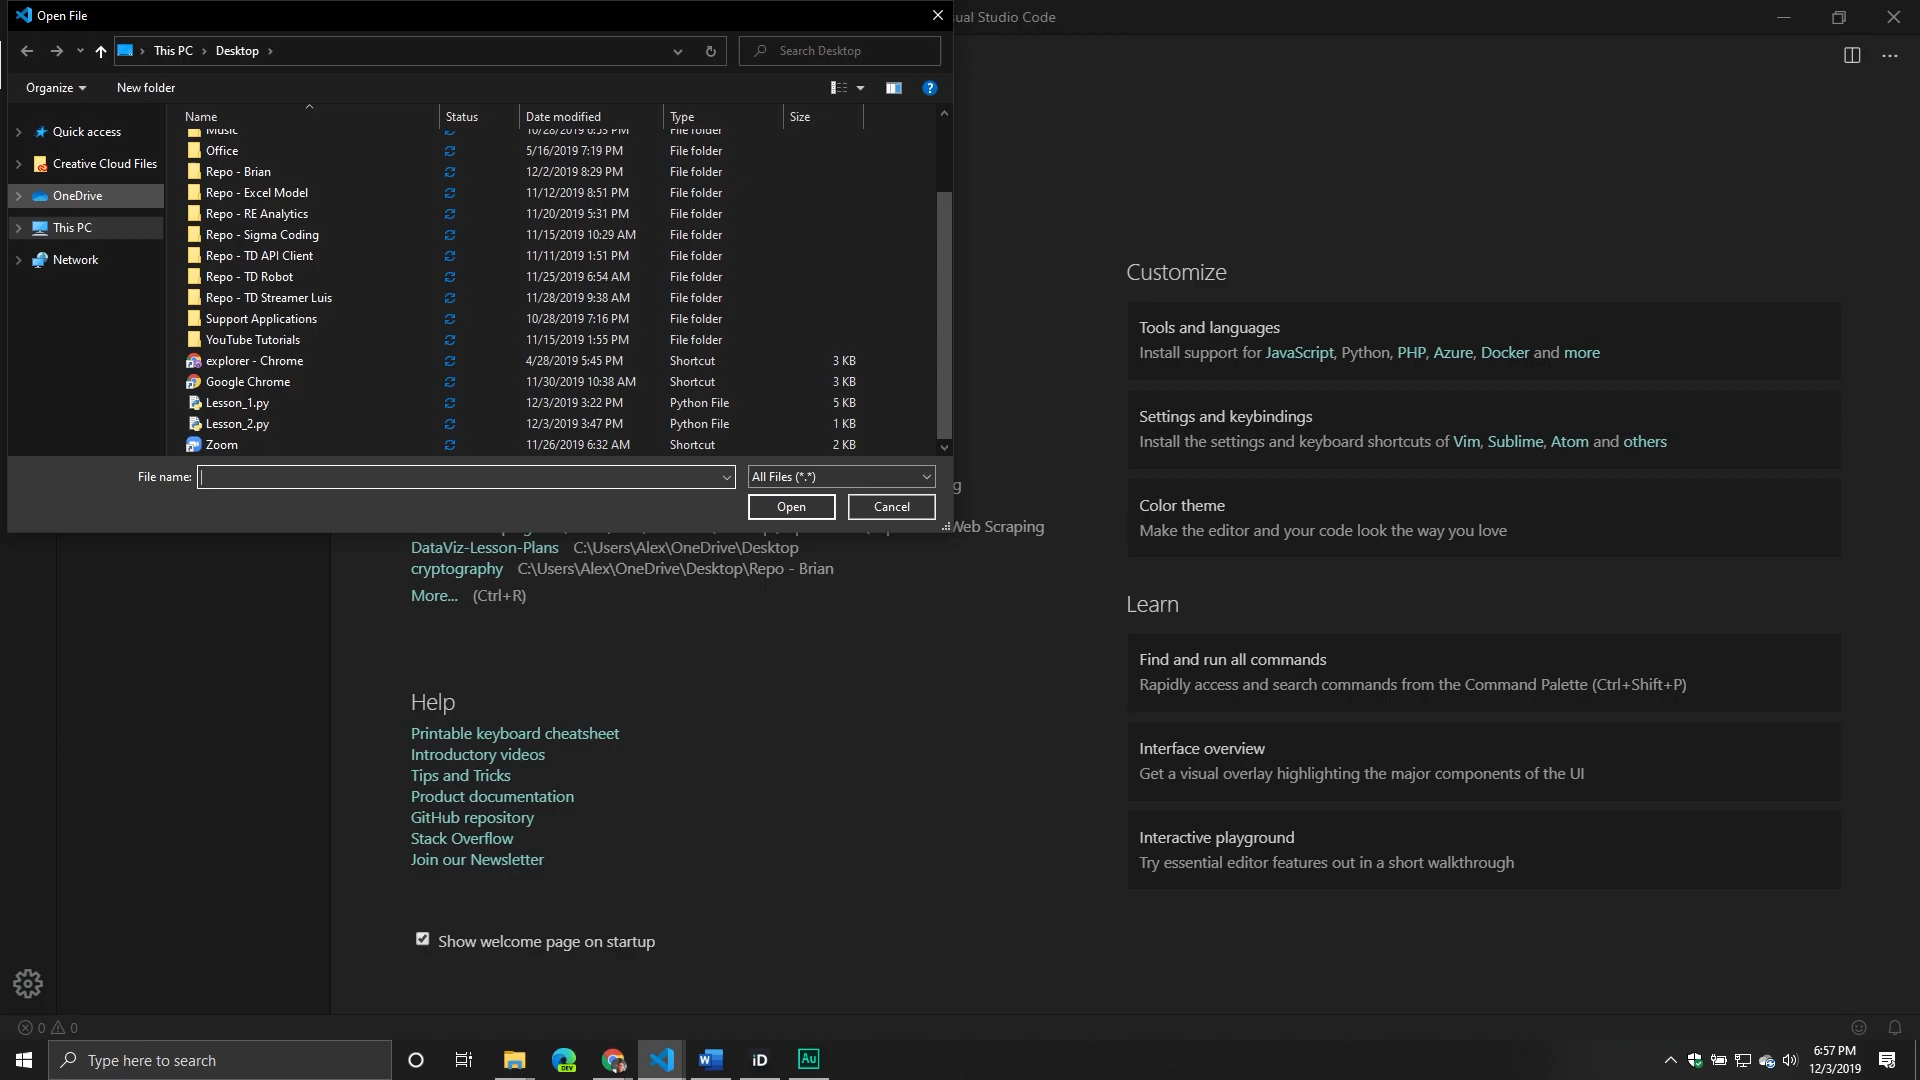 Open File
sual Studio Code
This PC
Desktop
Search Desktop
Organize
New folder
Name
Status
Date modified
Type
Size
Quick access
Creative Cloud Files
OneDrive
This PC
Network
Music 10/28/2019 6:53 PM File folder
Office 5/16/2019 7:19 PM File folder
Repo - Brian 12/2/2019 8:29 PM File folder
Repo - Excel Model 11/12/2019 8:51 PM File folder
Repo - RE Analytics 11/20/2019 5:31 PM File folder
Repo - Sigma Coding 11/15/2019 10:29 AM File folder
Repo - TD API Client 11/11/2019 1:51 PM File folder
Repo - TD Robot 11/25/2019 6:54 AM File folder
Repo - TD Streamer Luis 11/28/2019 9:38 AM File folder
Support Applications 10/28/2019 7:16 PM File folder
YouTube Tutorials 11/15/2019 1:55 PM File folder
explorer - Chrome 4/28/2019 5:45 PM Shortcut 3 KB
Google Chrome 11/30/2019 10:38 AM Shortcut 3 KB
Lesson_1.py 12/3/2019 3:22 PM Python File 5 KB
Lesson_2.py 12/3/2019 3:47 PM Python File 1 KB
Zoom 11/26/2019 6:32 AM Shortcut 2 KB
File name:
All Files (*.*)
Open
Cancel
g
Web Scraping
DataViz-Lesson-Plans C:\Users\Alex\OneDrive\Desktop
cryptography C:\Users\Alex\OneDrive\Desktop\Repo - Brian
More... (Ctrl+R)
Help
Printable keyboard cheatsheet
Introductory videos
Tips and Tricks
Product documentation
GitHub repository
Stack Overflow
Join our Newsletter
Show welcome page on startup
Customize
Tools and languages
Install support for JavaScript, Python, PHP, Azure, Docker and more
Settings and keybindings
Install the settings and keyboard shortcuts of Vim, Sublime, Atom and others
Color theme
Make the editor and your code look the way you love
Learn
Find and run all commands
Rapidly access and search commands from the Command Palette (Ctrl+Shift+P)
Interface overview
Get a visual overlay highlighting the major components of the UI
Interactive playground
Try essential editor features out in a short walkthrough
0 0
Type here to search
DEV
W
iD
Au
6:57 PM
12/3/2019